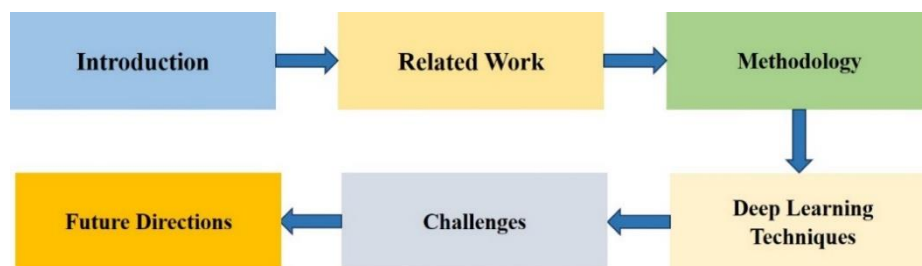 Introduction
Related Work
Methodology
Deep Learning
Techniques
Challenges
Future Directions